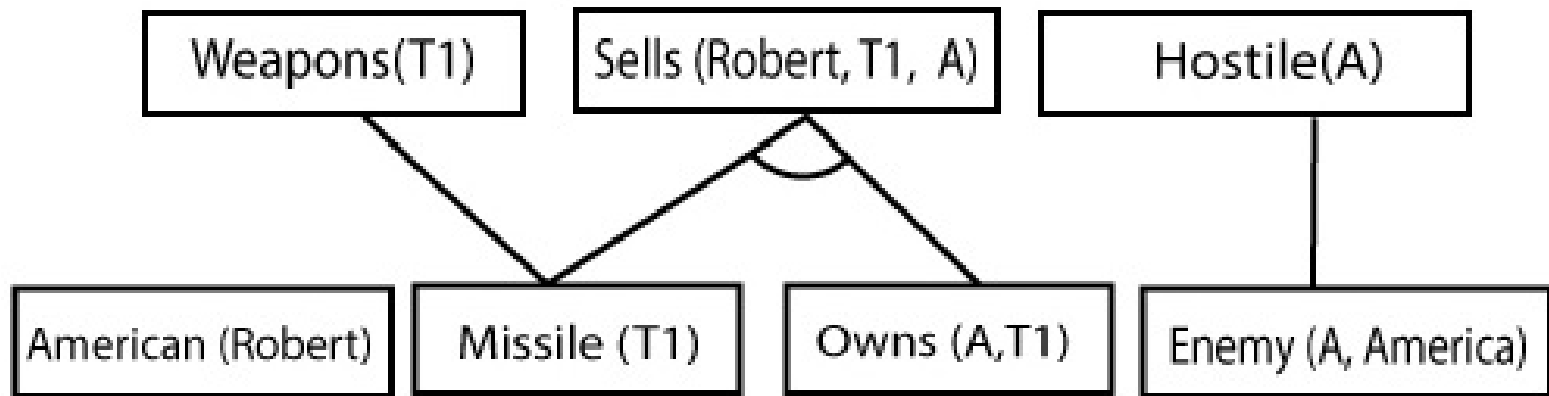 Weapons(T1)
Sells (Robert, T1, A)
Hostile(A)
American (Robert)
Missile (T1)
Owns (A,T1)
Enemy (A, America)